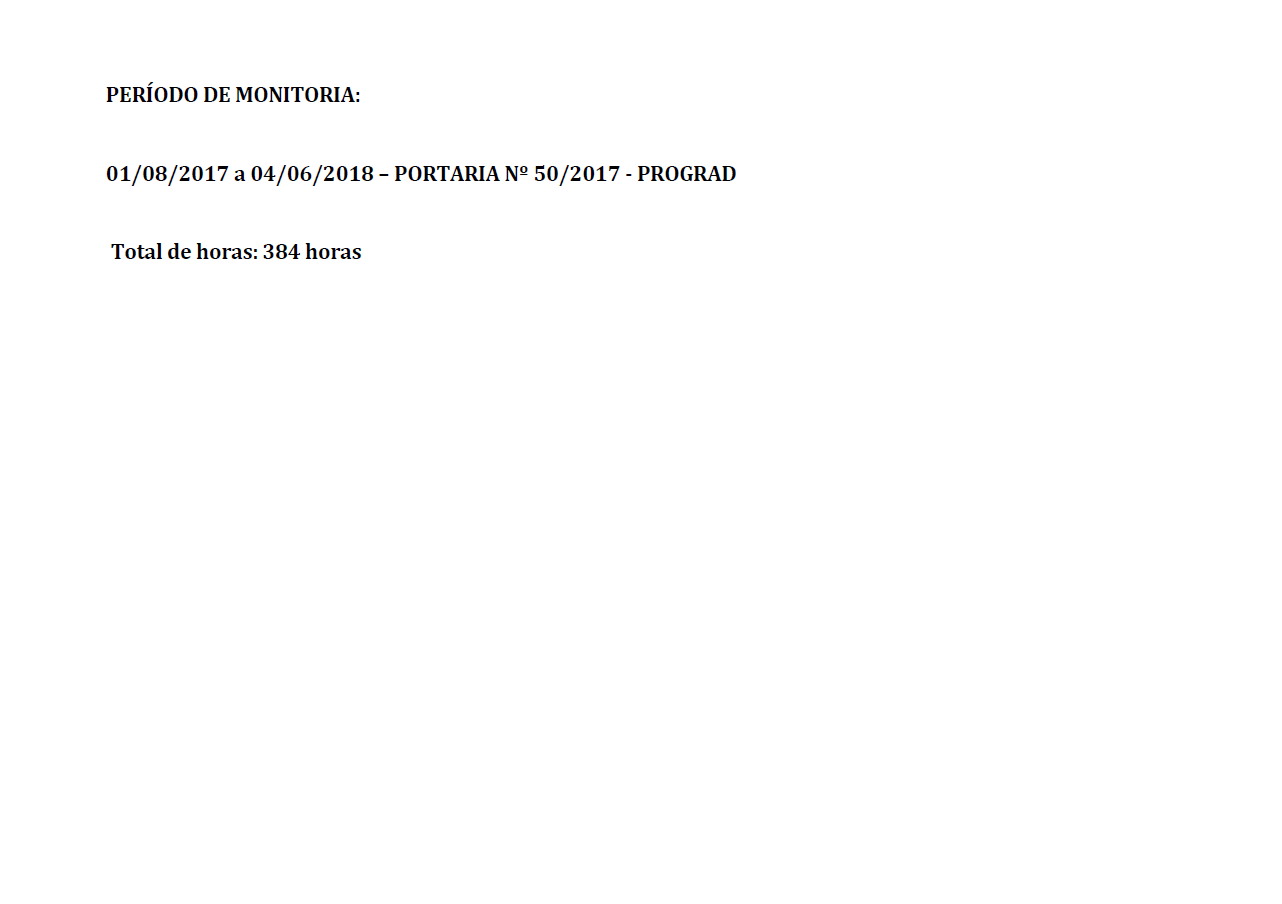 PERÍODO DE MONITORIA:
01/08/2017 a 04/06/2018 – PORTARIA Nº 50/2017 - PROGRAD
Total de horas: 384 horas